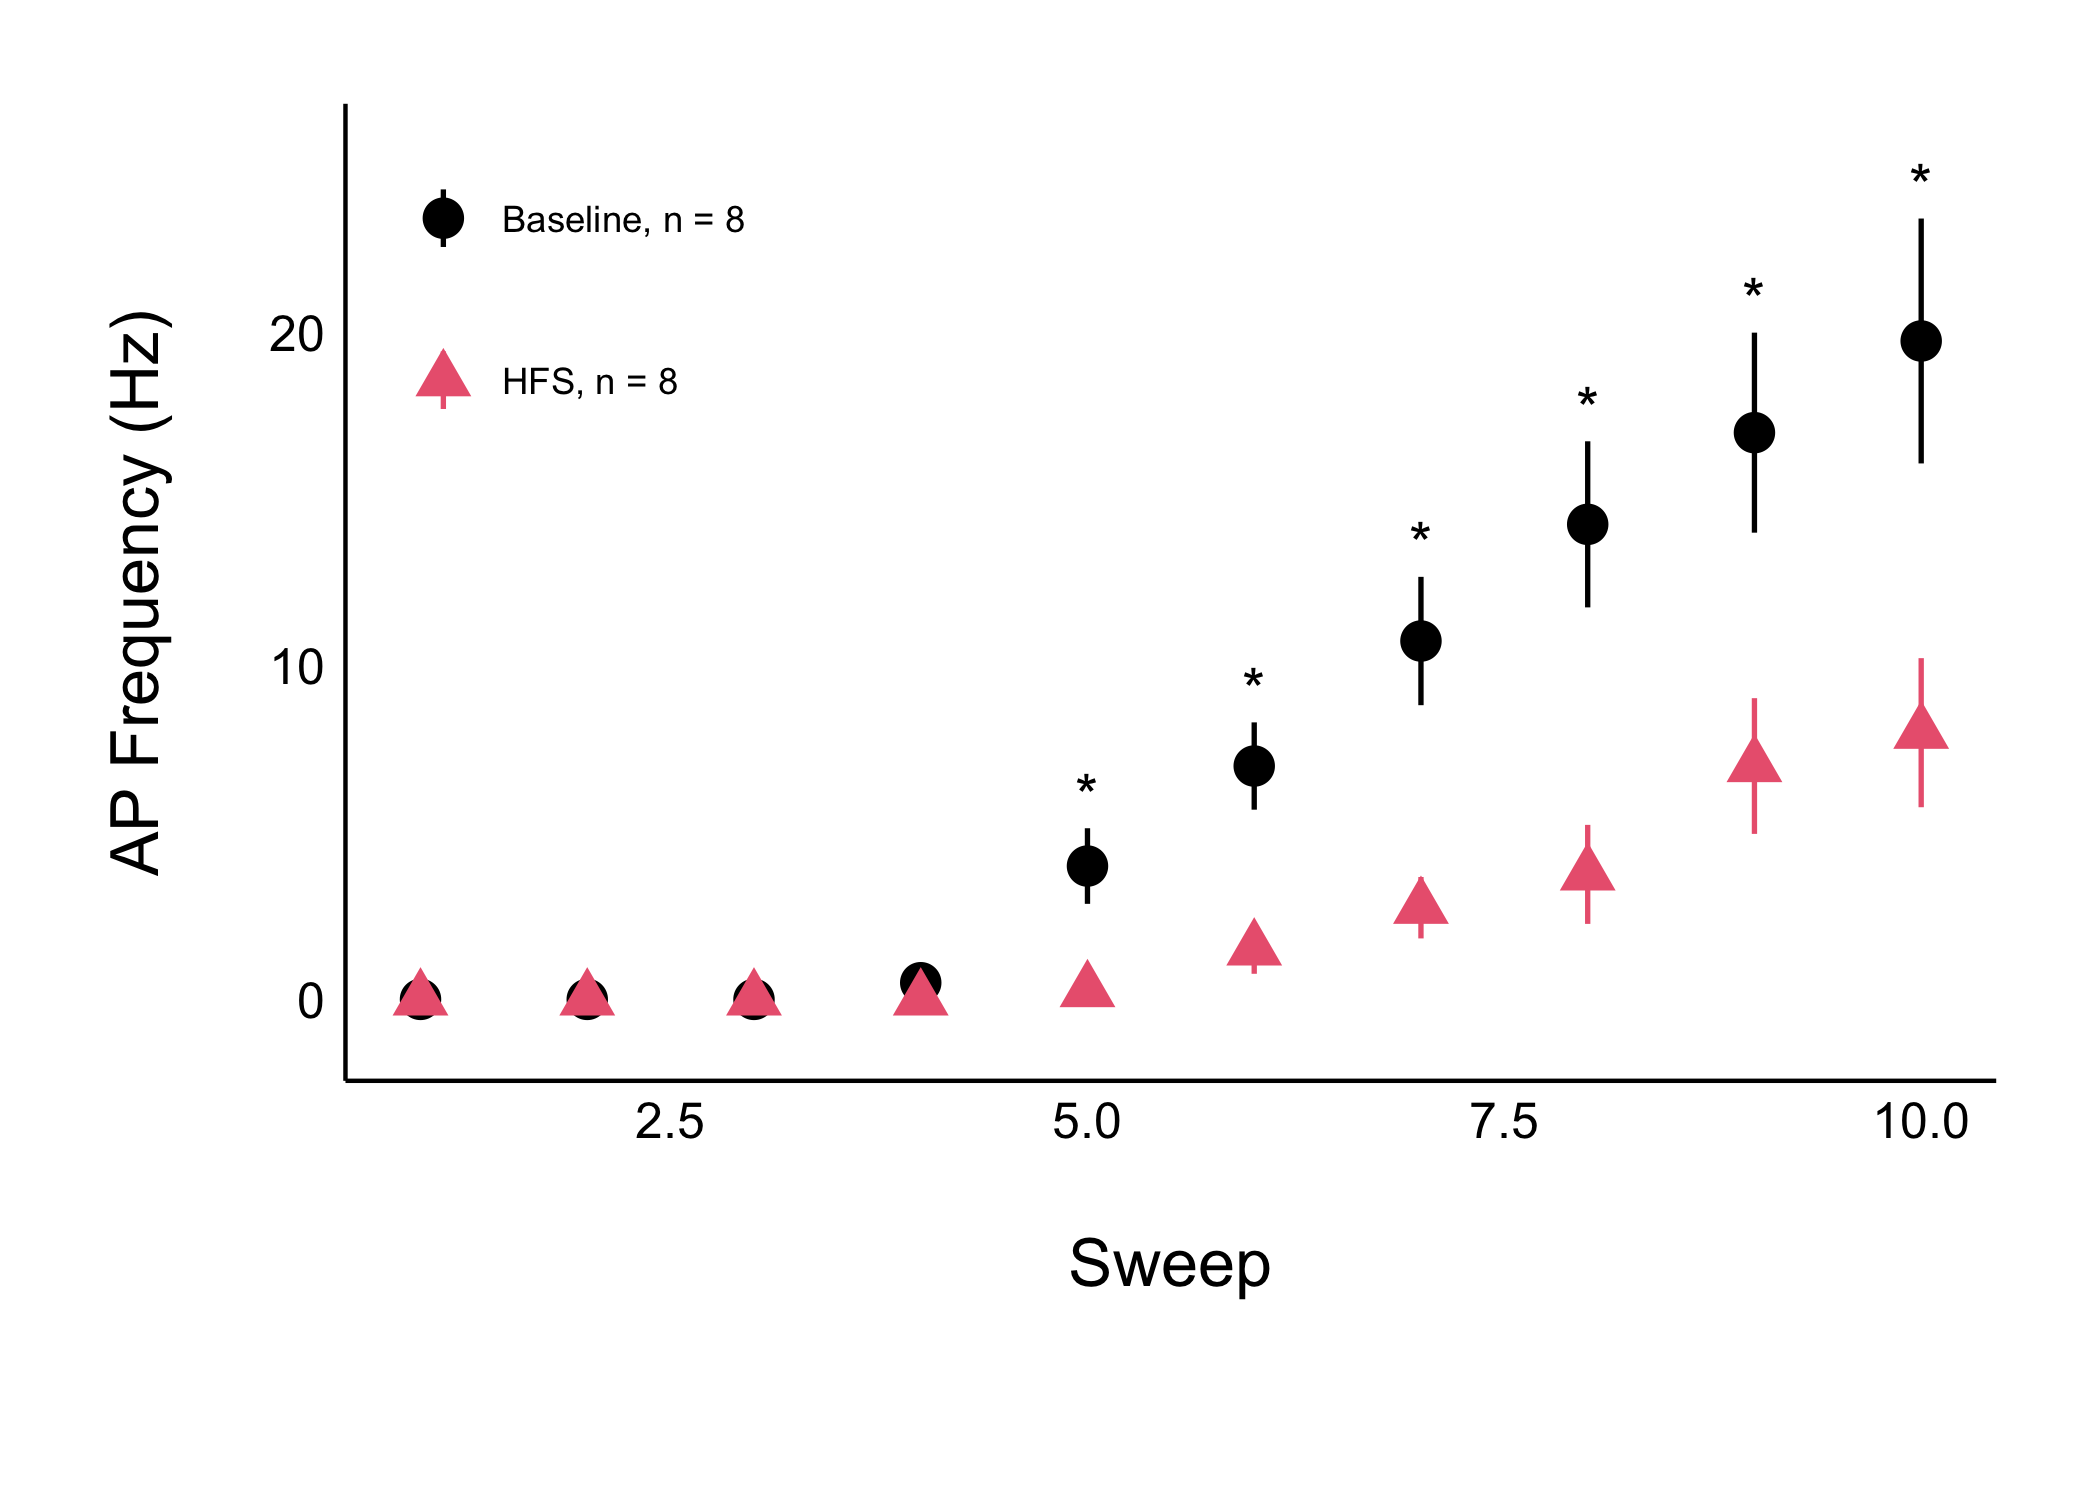 *
Baseline, n = 8
*
20
HFS, n = 8
*
*
10
*
*
0
AP Frequency (Hz)
2.5 5.0 7.5 10.0
Sweep